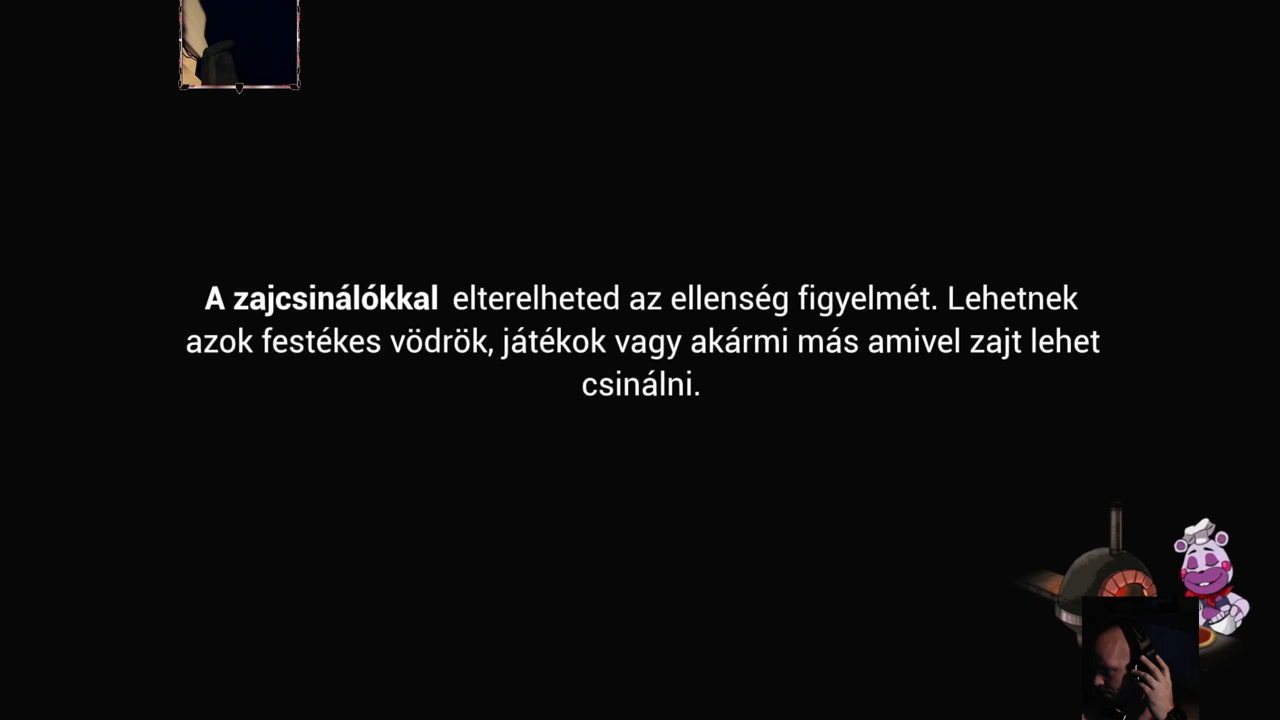 A zajcsinálókkal elterelheted az ellenség figyelmét. Lehetnek
azok festékes vödrök, játékok vagy akármi más amivel zajt lehet
csinálni.